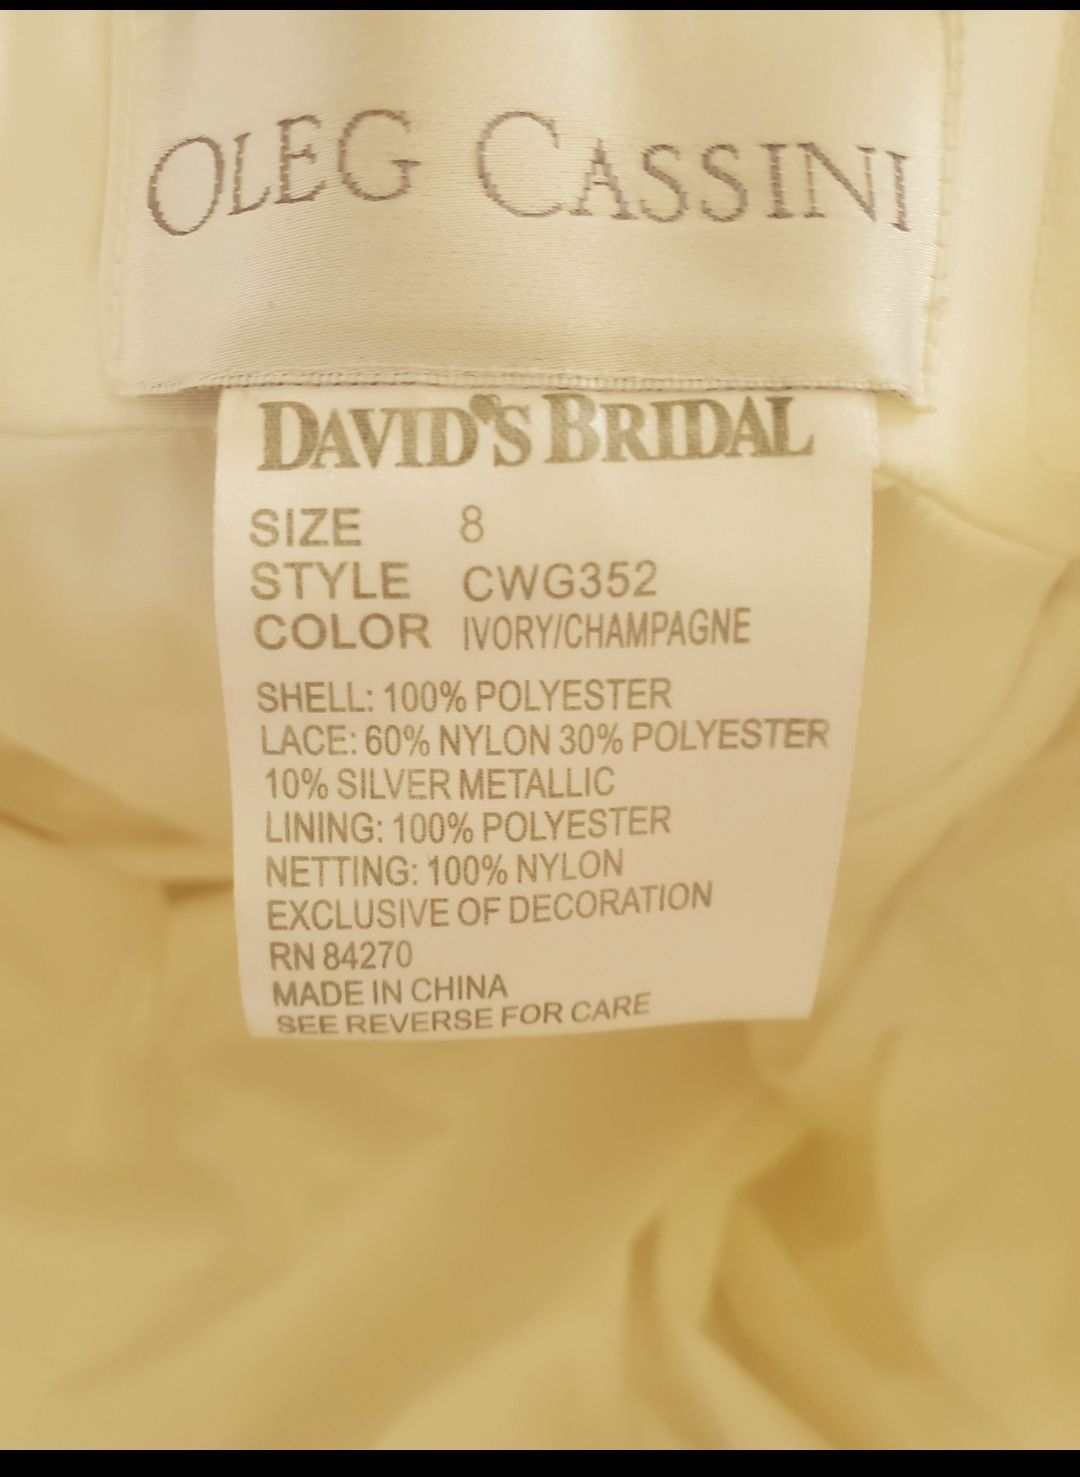 OLEG CASSINI
DAVID'S BRIDAL
SIZE 8
STYLE CWG352
COLOR IVORY/CHAMPAGNE
SHELL: 100% POLYESTER
LACE: 60% NYLON 30% POLYESTER
10% SILVER METALLIC
LINING: 100% POLYESTER
NETTING: 100% NYLON
EXCLUSIVE OF DECORATION
RN 84270
MADE IN CHINA
SEE REVERSE FOR CARE